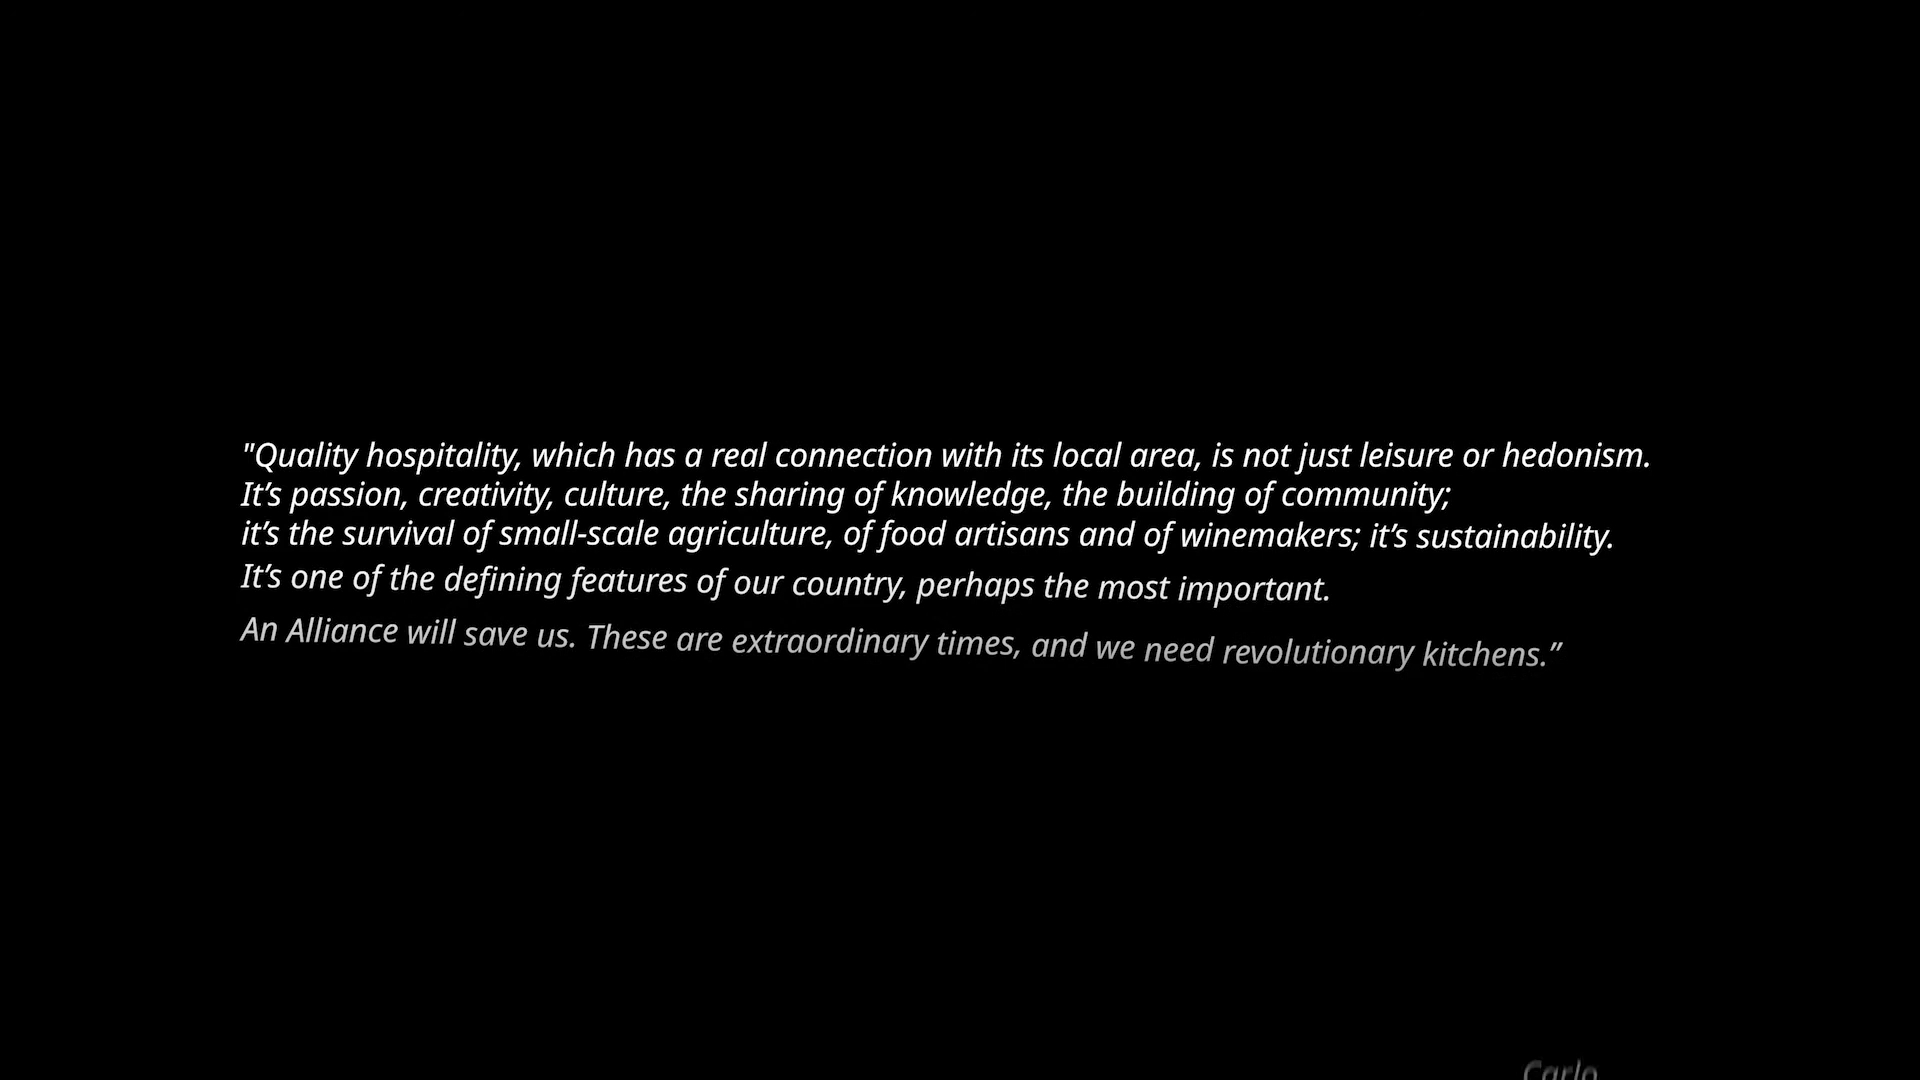 "Quality hospitality, which has a real connection with its local area, is not just leisure or hedonism.
It’s passion, creativity, culture, the sharing of knowledge, the building of community;
it’s the survival of small-scale agriculture, of food artisans and of winemakers; it’s sustainability.
It’s one of the defining features of our country, perhaps the most important.
An Alliance will save us. These are extraordinary times, and we need revolutionary kitchens.”
Carlo